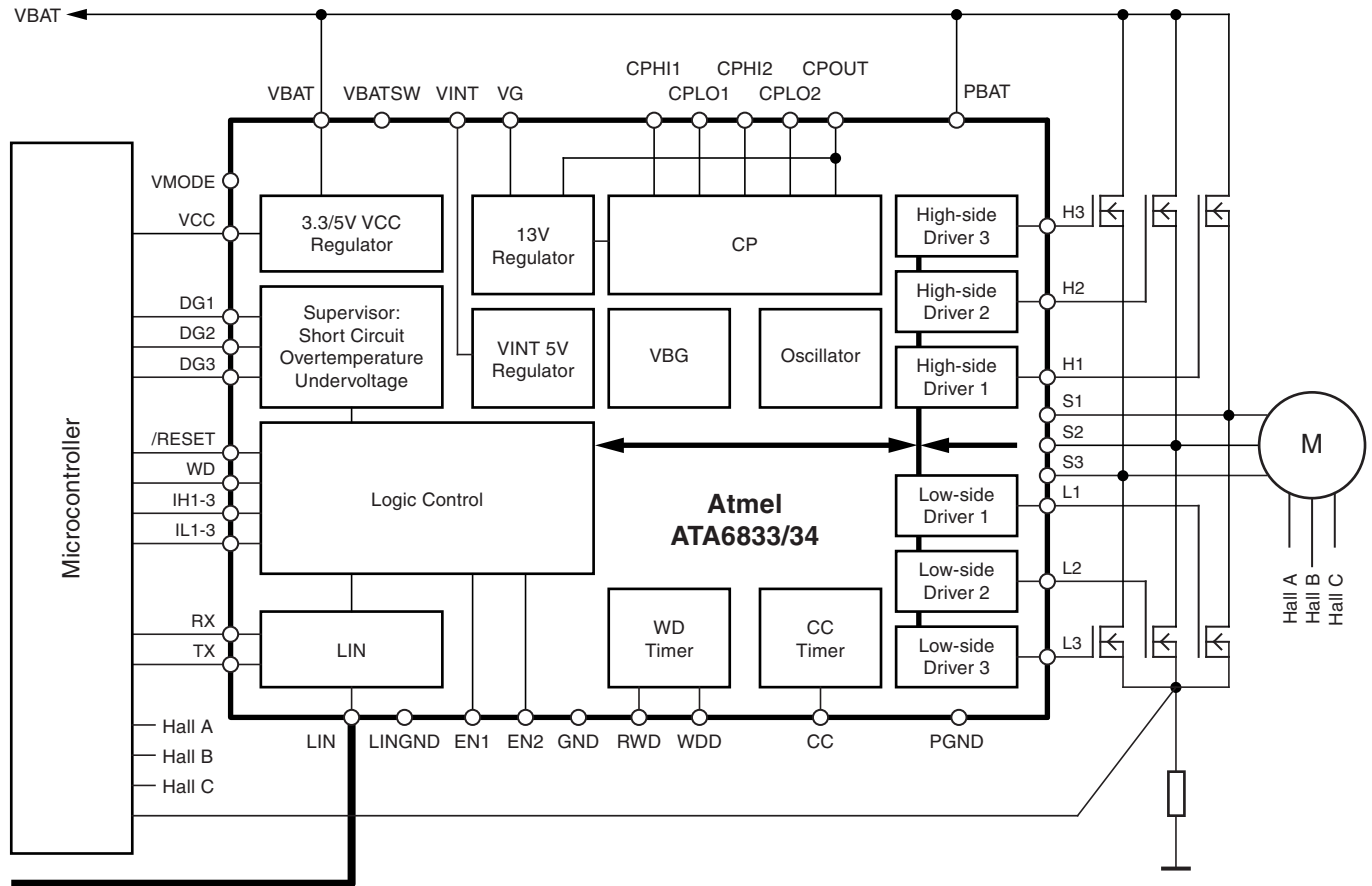 VBAT
VBAT
VBATSW
VINT
VG
CPHI1
CPLO1
CPHI2
CPLO2
CPOUT
PBAT
Microcontroller
VMODE
VCC
DG1
DG2
DG3
/RESET
WD
IH1-3
IL1-3
RX
TX
Hall A
Hall B
Hall C
3.3/5V VCC
Regulator
Supervisor:
Short Circuit
Overtemperature
Undervoltage
13V
Regulator
CP
VINT 5V
Regulator
VBG
Oscillator
Logic Control
Atmel
ATA6833/34
LIN
WD
Timer
CC
Timer
High-side
Driver 3
High-side
Driver 2
High-side
Driver 1
Low-side
Driver 1
Low-side
Driver 2
Low-side
Driver 3
H3
H2
H1
S1
S2
S3
L1
L2
L3
M
Hall A
Hall B
Hall C
LIN
LINGND
EN1
EN2
GND
RWD
WDD
CC
PGND